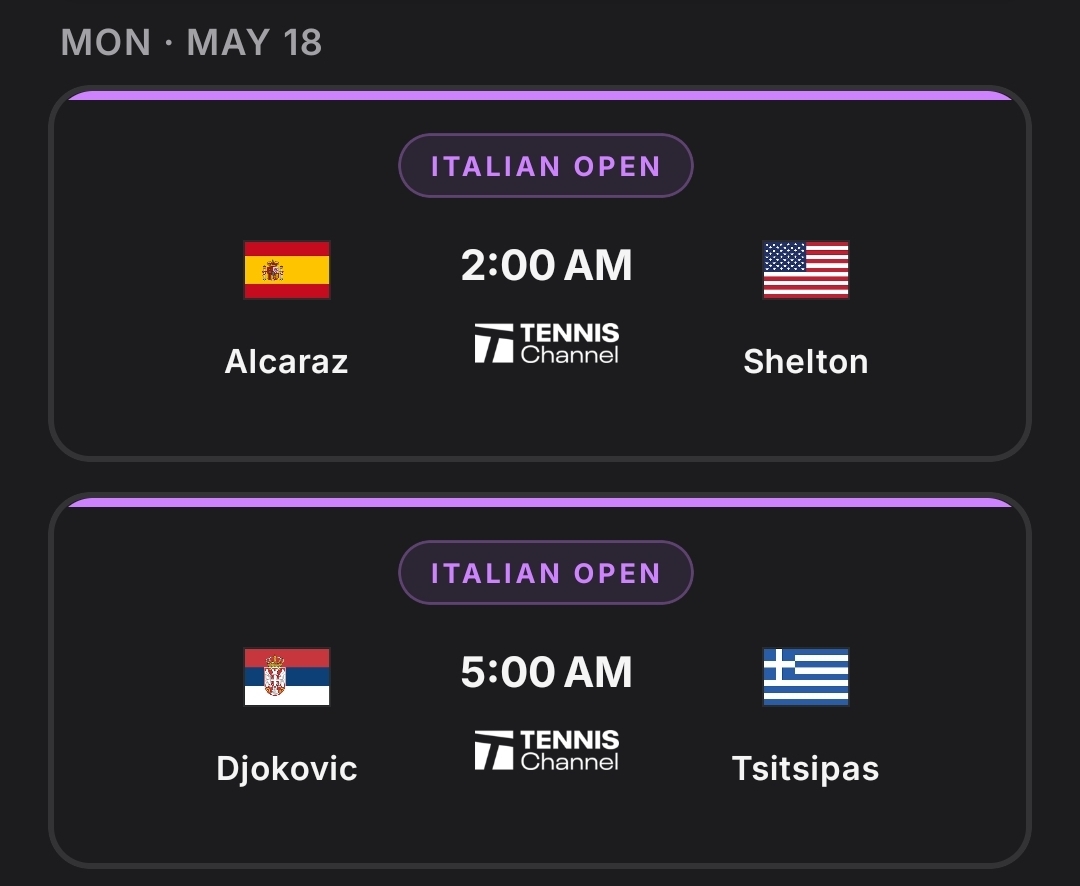 MON · MAY 18
ITALIAN OPEN
2:00 AM
TENNIS
Channel
Alcaraz
Shelton
ITALIAN OPEN
5:00 AM
TENNIS
Channel
Djokovic
Tsitsipas